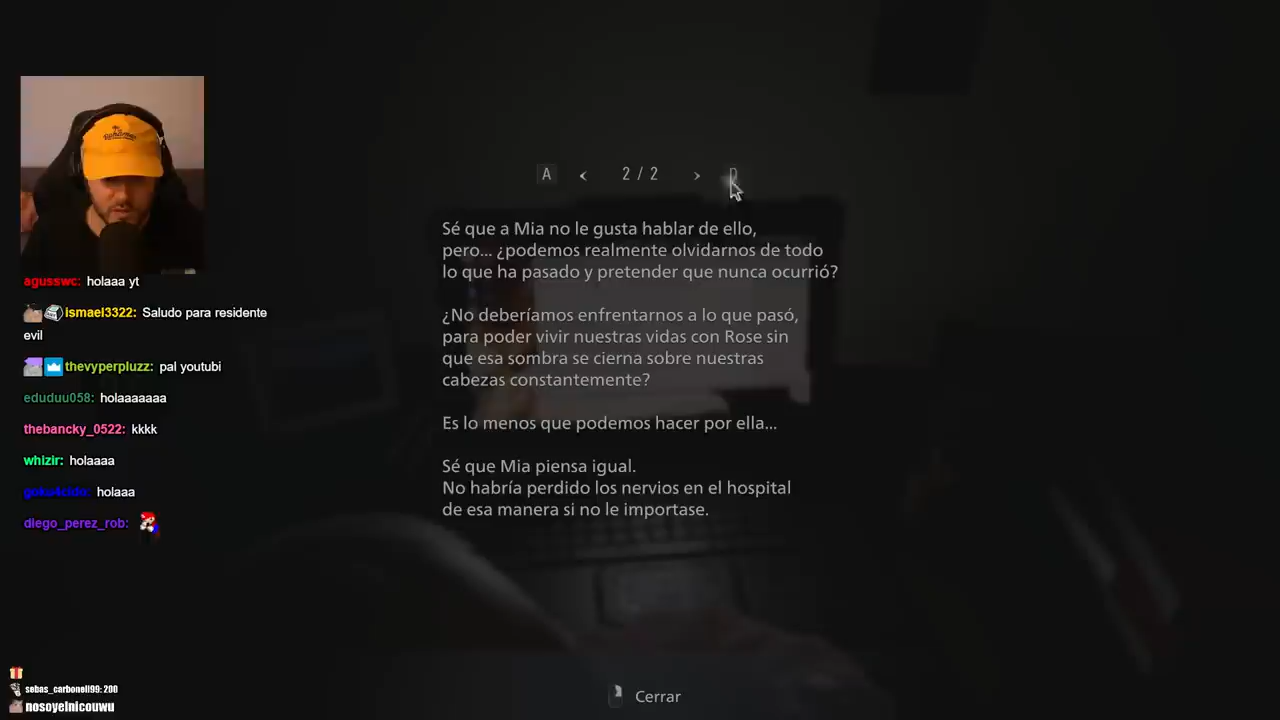 A < 2 / 2 > D
Sé que a Mia no le gusta hablar de ello,
pero... ¿podemos realmente olvidarnos de todo
lo que ha pasado y pretender que nunca ocurrió?
¿No deberíamos enfrentarnos a lo que pasó,
para poder vivir nuestras vidas con Rose sin
que esa sombra se cierna sobre nuestras
cabezas constantemente?
Es lo menos que podemos hacer por ella...
Sé que Mia piensa igual.
No habría perdido los nervios en el hospital
de esa manera si no le importase.
Cerrar
agusswc: holaaa yt
ismael3322: Saludo para residente
evil
thevyperpluzz: pal youtubi
eduduu058: holaaaaaaa
thebancky_0522: kkkk
whizir: holaaaa
holaaa
diego_perez_rob:
sebas_carbonell99: 200
nosoyelnicouwu